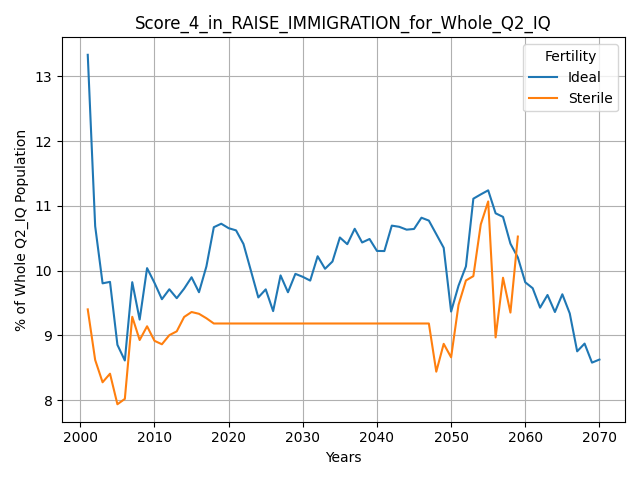 Score_4_in_RAISE_IMMIGRATION_for_Whole_Q2_IQ
Fertility
Ideal
Sterile
% of Whole Q2_IQ Population
13
12
11
10
9
8
2000 2010 2020 2030 2040 2050 2060 2070
Years